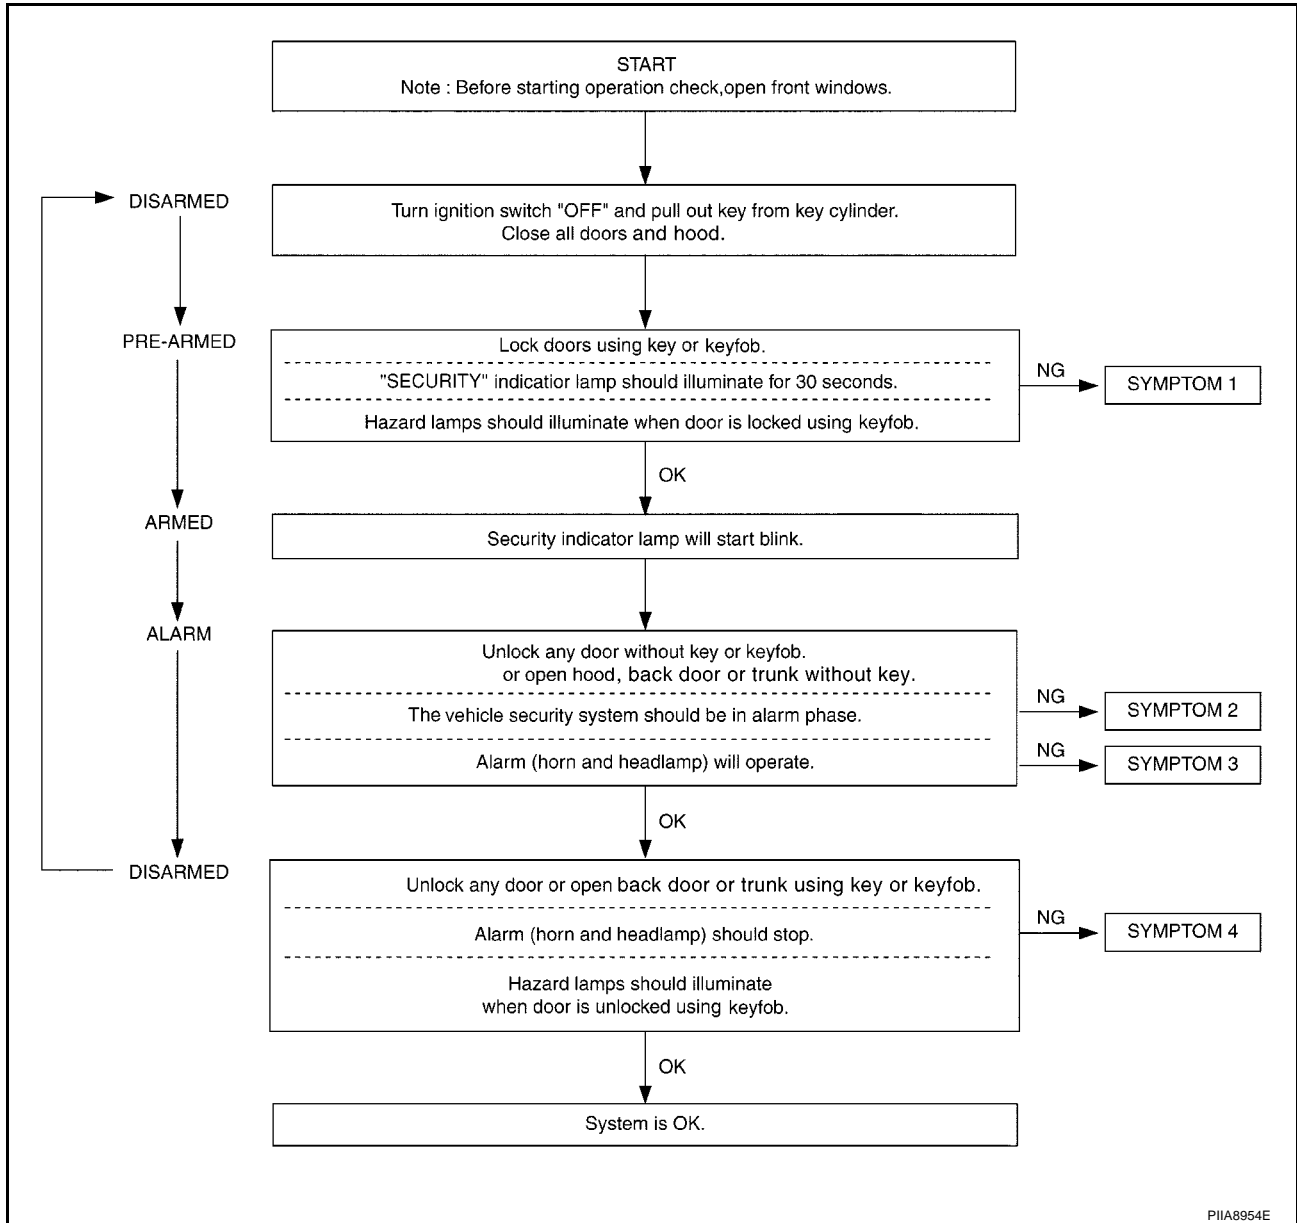 START
Note : Before starting operation check,open front windows.
DISARMED
Turn ignition switch "OFF" and pull out key from key cylinder.
Close all doors and hood.
PRE-ARMED
Lock doors using key or keyfob.
"SECURITY" indicatior lamp should illuminate for 30 seconds.
Hazard lamps should illuminate when door is locked using keyfob.
NG
SYMPTOM 1
OK
ARMED
Security indicator lamp will start blink.
ALARM
Unlock any door without key or keyfob.
or open hood, back door or trunk without key.
The vehicle security system should be in alarm phase.
NG
SYMPTOM 2
Alarm (horn and headlamp) will operate.
NG
SYMPTOM 3
OK
DISARMED
Unlock any door or open back door or trunk using key or keyfob.
Alarm (horn and headlamp) should stop.
NG
SYMPTOM 4
Hazard lamps should illuminate
when door is unlocked using keyfob.
OK
System is OK.
PIIA8954E